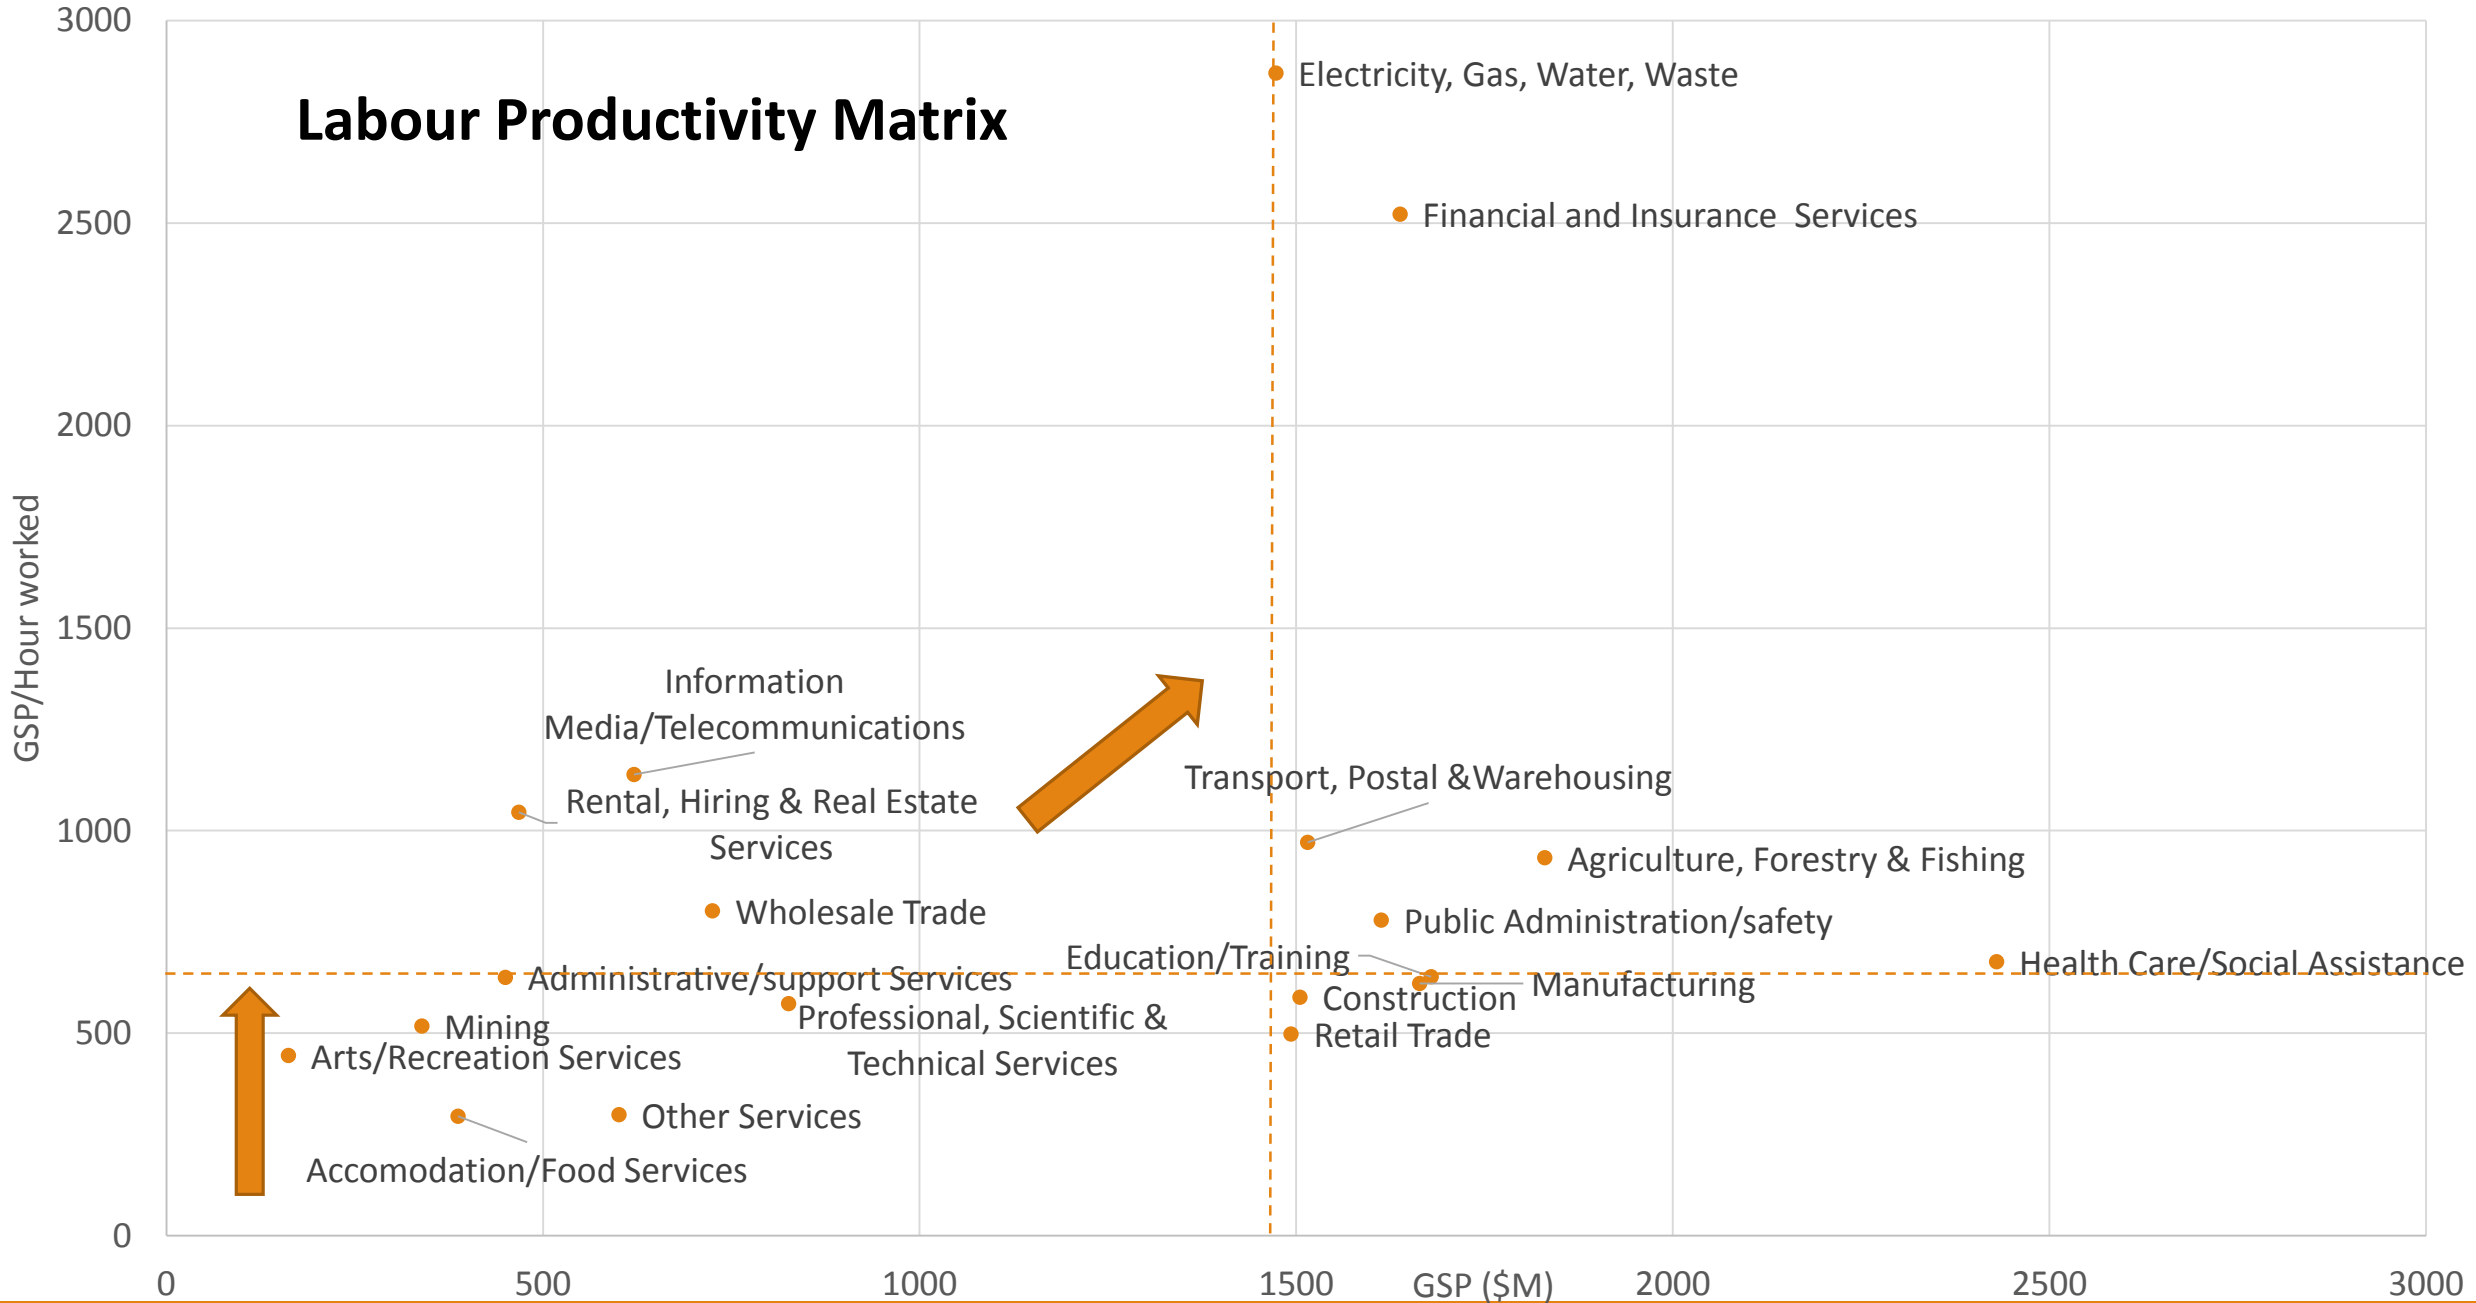 3000
Electricity, Gas, Water, Waste
Labour Productivity Matrix
2500
Financial and Insurance  Services
2000
GSP/Hour worked
1500
Information
Media/Telecommunications
Transport, Postal &Warehousing
Rental, Hiring & Real Estate
Services
1000
Agriculture, Forestry & Fishing
Wholesale Trade
Public Administration/safety
Education/Training
Health Care/Social Assistance
Administrative/support Services
Manufacturing
Construction
Professional, Scientific &
Technical Services
Mining
500
Retail Trade
Arts/Recreation Services
Other Services
Accomodation/Food Services
0
0 500 1000 1500 GSP ($M) 2000 2500 3000